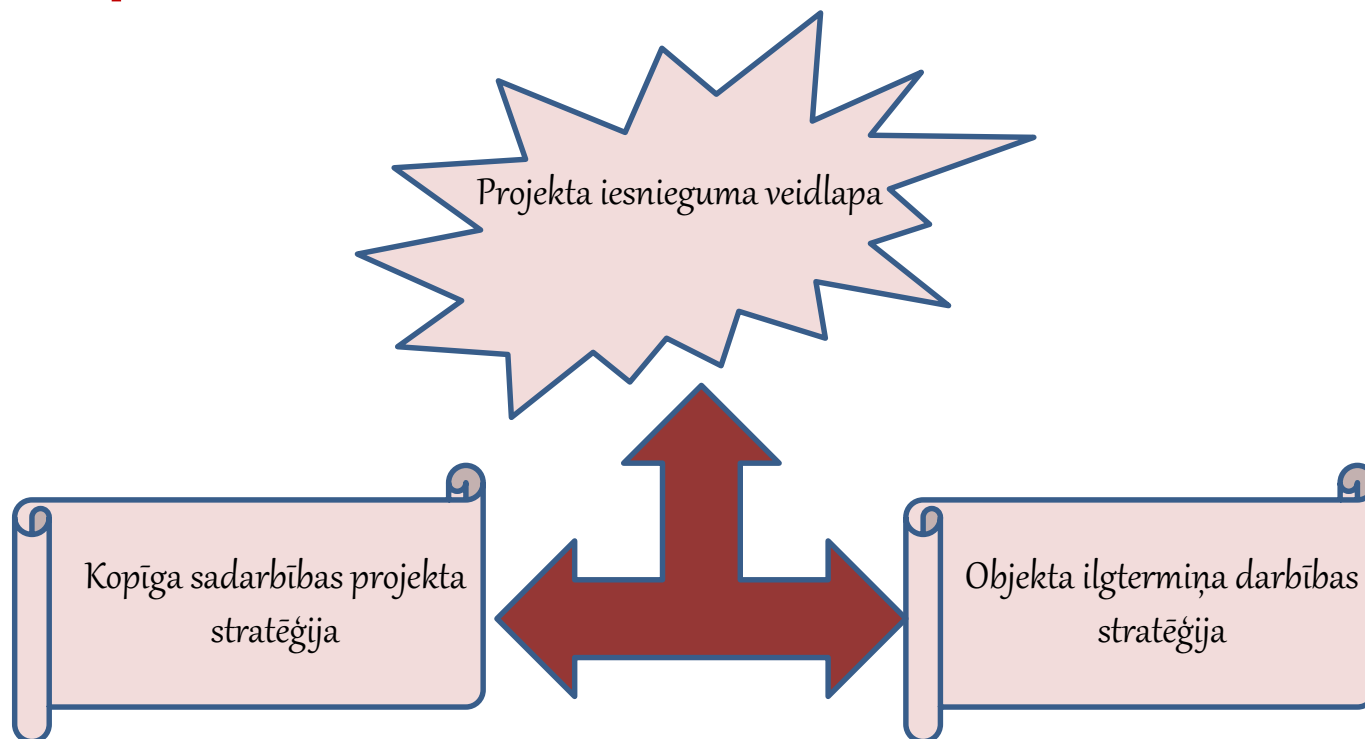 Projekta iesnieguma veidlapa
Kopīga sadarbības projekta
stratēģija
Objekta ilgtermiņa darbības
stratēģija